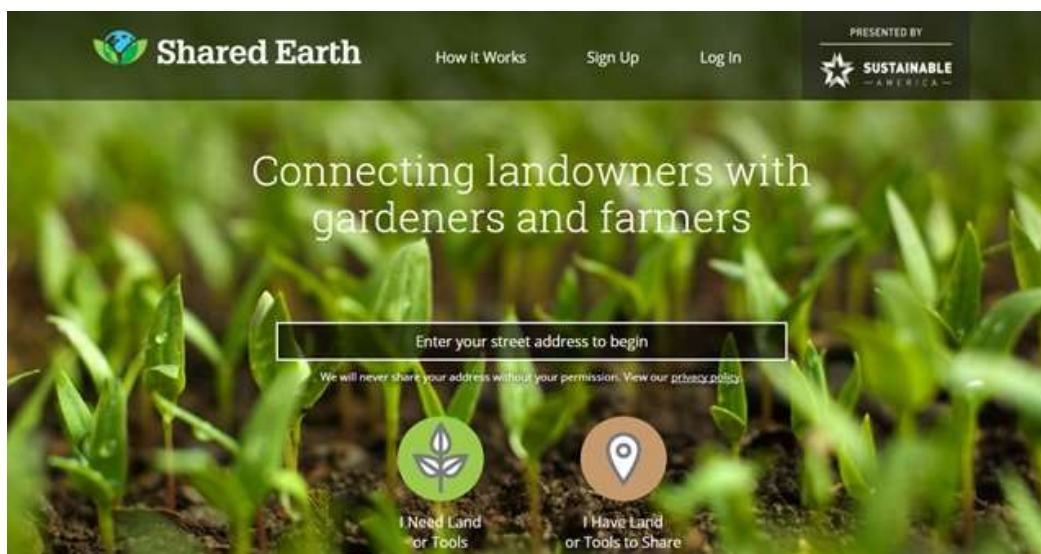 Shared Earth
How it Works
Sign Up
Log In
PRESENTED BY
SUSTAINABLE
AMERICA
Connecting landowners with
gardeners and farmers
Enter your street address to begin
We will never share your address without your permission. View our privacy policy.
I Need Land
or Tools
I Have Land
or Tools to Share